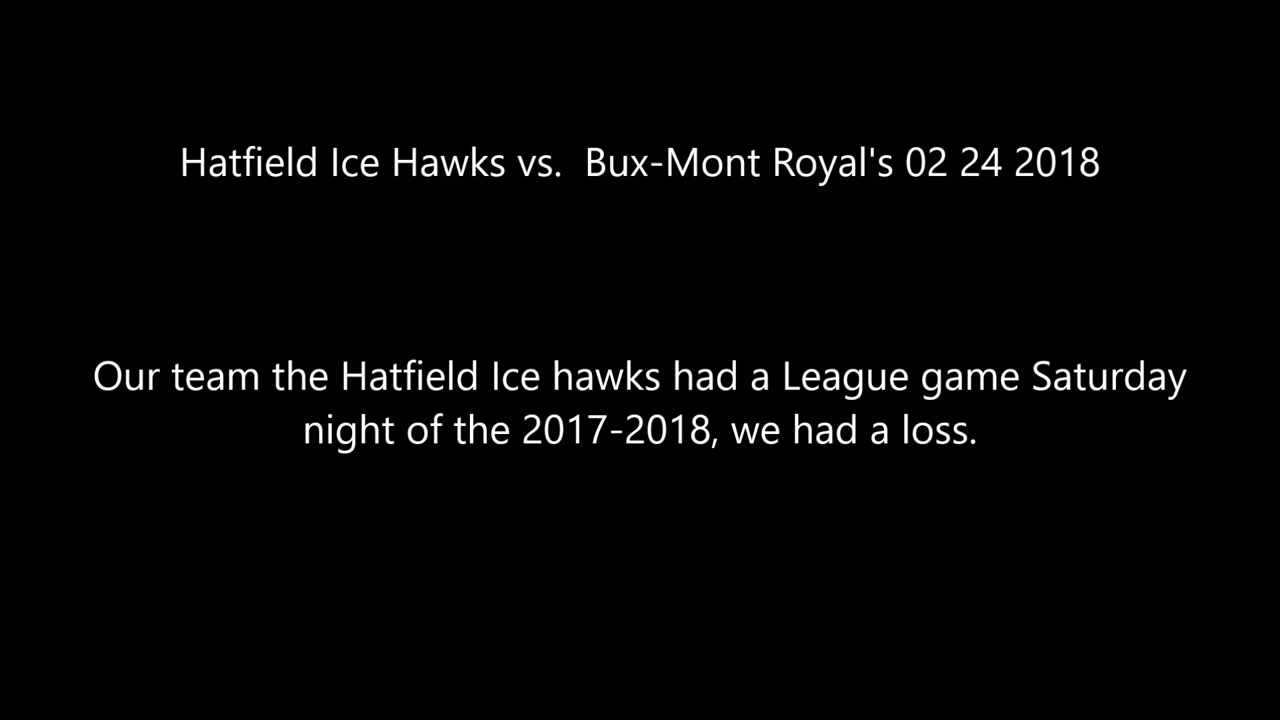 Hatfield Ice Hawks vs.  Bux-Mont Royal's 02 24 2018
Our team the Hatfield Ice hawks had a League game Saturday
night of the 2017-2018, we had a loss.